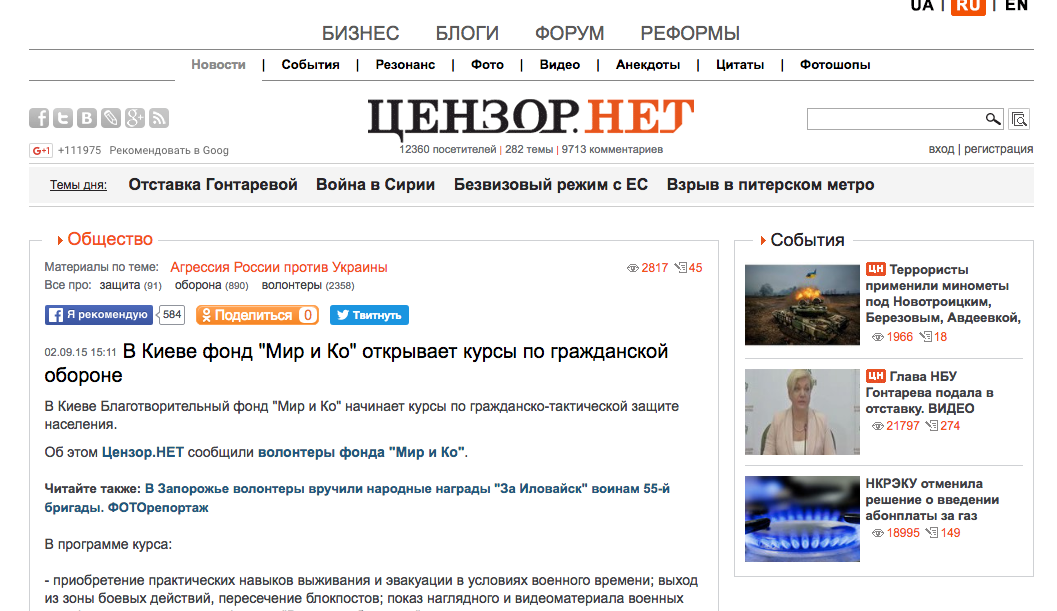 UA | RU | EN
БИЗНЕС БЛОГИ ФОРУМ РЕФОРМЫ
Новости | События | Резонанс | Фото | Видео | Анекдоты | Цитаты | Фотошопы
ЦЕНЗОР.НЕТ
12360 посетителей | 282 темы | 9713 комментариев
G+1 +111975 Рекомендовать в Goog
вход | регистрация
Темы дня: Отставка Гонтаревой Война в Сирии Безвизовый режим с ЕС Взрыв в питерском метро
Общество
Материалы по теме: Агрессия России против Украины 2817 45
Все про: защита (91) оборона (890) волонтеры (2358)
Я рекомендую 584 Поделиться 0 Твитнуть
02.09.15 15:11 В Киеве фонд "Мир и Ко" открывает курсы по гражданской
обороне
В Киеве Благотворительный фонд "Мир и Ко" начинает курсы по гражданско-тактической защите
населения.
Об этом Цензор.НЕТ сообщили волонтеры фонда "Мир и Ко".
Читайте также: В Запорожье волонтеры вручили народные награды "За Иловайск" воинам 55-й
бригады. ФОТОрепортаж
В программе курса:
- приобретение практических навыков выживания и эвакуации в условиях военного времени; выход
из зоны боевых действий, пересечение блокпостов; показ наглядного и видеоматериала военных
События
ЦН Террористы
применили минометы
под Новотроицким,
Березовым, Авдеевкой,
1966 18
ЦН Глава НБУ
Гонтарева подала в
отставку. ВИДЕО
21797 274
НКРЭКУ отменила
решение о введении
абонплаты за газ
18995 149